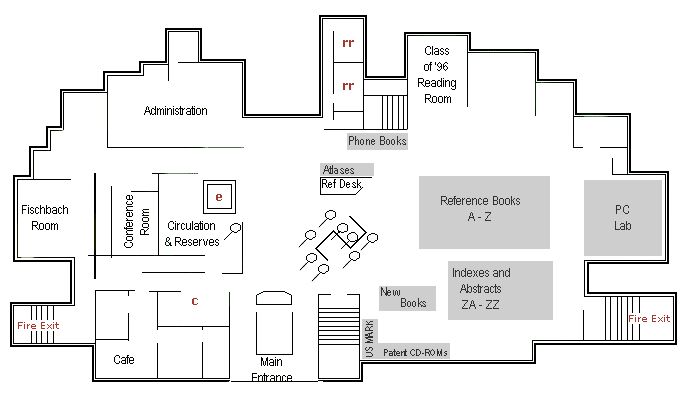 rr
rr
Class
of '96
Reading
Room
Administration
Phone Books
Atlases
Ref Desk
Fischbach
Room
Conference
Room
e
Circulation
& Reserves
Reference Books
A - Z
PC
Lab
Indexes and
Abstracts
ZA - ZZ
c
New
Books
Fire Exit
Fire Exit
US MARK
Patent CD-ROMs
Cafe
Main
Entrance